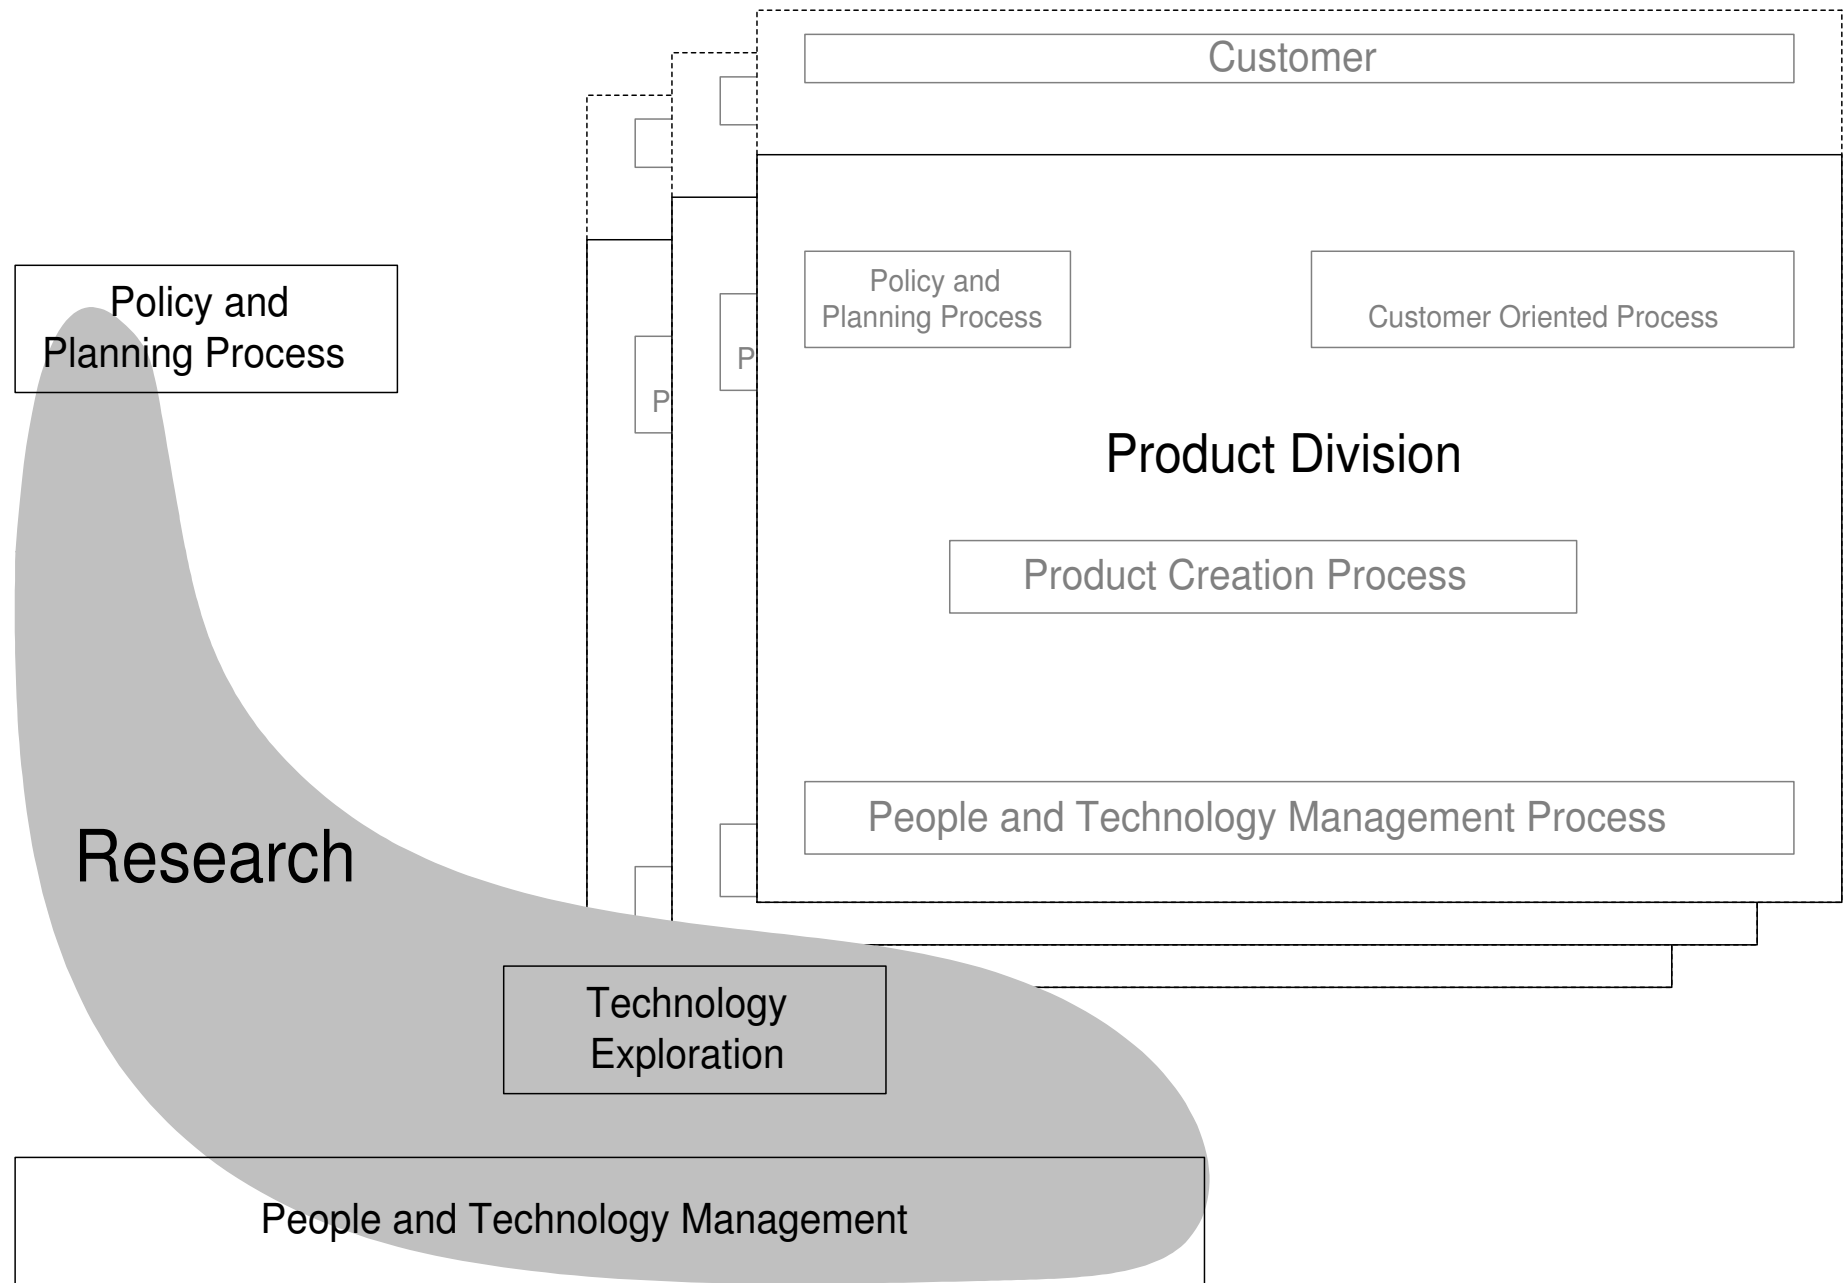 Customer
Policy and
Planning Process
Policy and
Planning Process
Customer Oriented Process
P
P
Product Division
Product Creation Process
People and Technology Management Process
Research
Technology
Exploration
People and Technology Management